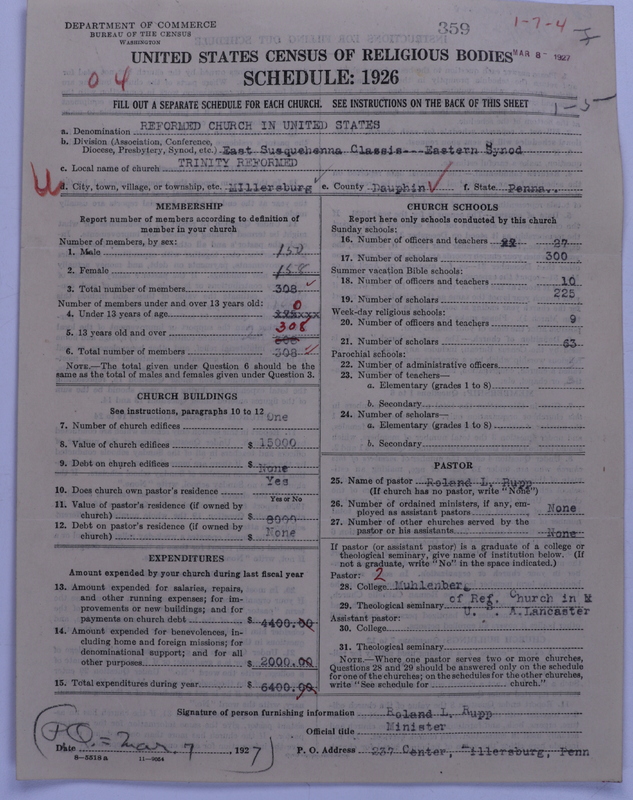 DEPARTMENT OF COMMERCE
BUREAU OF THE CENSUS
WASHINGTON
359
1-7-4
UNITED STATES CENSUS OF RELIGIOUS BODIES
MAR 8- 1927
SCHEDULE: 1926
04
FILL OUT A SEPARATE SCHEDULE FOR EACH CHURCH. SEE INSTRUCTIONS ON THE BACK OF THIS SHEET
1-5
a. Denomination REFORMED CHURCH IN UNITED STATES
b. Division (Association, Conference,
Diocese, Presbytery, Synod, etc.) East Susquehenna Classis---Eastern Synod
c. Local name of church TRINITY REFORMED
d. City, town, village, or township, etc. Millersburg e. County Dauphin f. State Penna.
MEMBERSHIP
Report number of members according to definition of
member in your church
Number of members, by sex:
1. Male 150
2. Female 158
3. Total number of members 308
Number of members under and over 13 years old: 0
4. Under 13 years of age xxxxxx
5. 13 years old and over 308
308
6. Total number of members 308
NOTE.—The total given under Question 6 should be the
same as the total of males and females given under Question 3.
CHURCH BUILDINGS
See instructions, paragraphs 10 to 12
7. Number of church edifices One
8. Value of church edifices $ 15000
9. Debt on church edifices $ None
10. Does church own pastor's residence Yes
Yes or No
11. Value of pastor's residence (if owned by
church) $ 8000
12. Debt on pastor's residence (if owned by
church) $ None
EXPENDITURES
Amount expended by your church during last fiscal year
13. Amount expended for salaries, repairs,
and other running expenses; for im-
provements or new buildings; and for
payments on church debt $ 4400.00
14. Amount expended for benevolences, in-
cluding home and foreign missions; for
denominational support; and for all
other purposes $ 2000.00
15. Total expenditures during year $ 6400.00
CHURCH SCHOOLS
Report here only schools conducted by this church
Sunday schools:
16. Number of officers and teachers 22 27
17. Number of scholars 300
Summer vacation Bible schools:
18. Number of officers and teachers 10
19. Number of scholars 225
Week-day religious schools:
20. Number of officers and teachers 9
21. Number of scholars 63
Parochial schools:
22. Number of administrative officers
23. Number of teachers—
a. Elementary (grades 1 to 8)
b. Secondary
24. Number of scholars—
a. Elementary (grades 1 to 8)
b. Secondary
PASTOR
25. Name of pastor Roland L. Rupp
(If church has no pastor, write "None")
26. Number of ordained ministers, if any, em-
ployed as assistant pastors None
27. Number of other churches served by the
pastor or his assistants None
If pastor (or assistant pastor) is a graduate of a college or
theological seminary, give name of institution below. (If
not a graduate, write "No" in the space indicated.)
Pastor: 2
28. College Muhlenberg
29. Theological seminary of Ref. Church in
U. S. A. Lancaster
Assistant pastor:
30. College
31. Theological seminary
NOTE.—Where one pastor serves two or more churches,
Questions 28 and 29 should be answered only on the schedule
for one of the churches; on the schedules for the other churches,
write "See schedule for church."
Signature of person furnishing information Roland L. Rupp
Official title Minister
Date P.O. = Mar. 7, 1927 P. O. Address 237 Center, Millersburg, Penn
8—5518a 11—9054